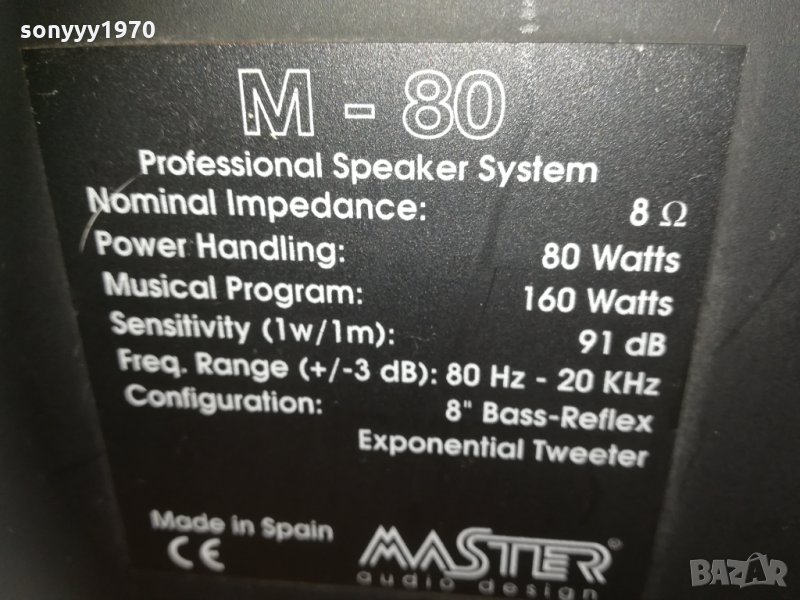 sonyyy1970
M - 80
Professional Speaker System
Nominal Impedance: 8 Ω
Power Handling: 80 Watts
Musical Program: 160 Watts
Sensitivity (1w/1m): 91 dB
Freq. Range (+/-3 dB): 80 Hz - 20 KHz
Configuration: 8" Bass-Reflex
Exponential Tweeter
Made in Spain
CE
MASTER®
audio design
BAZAR